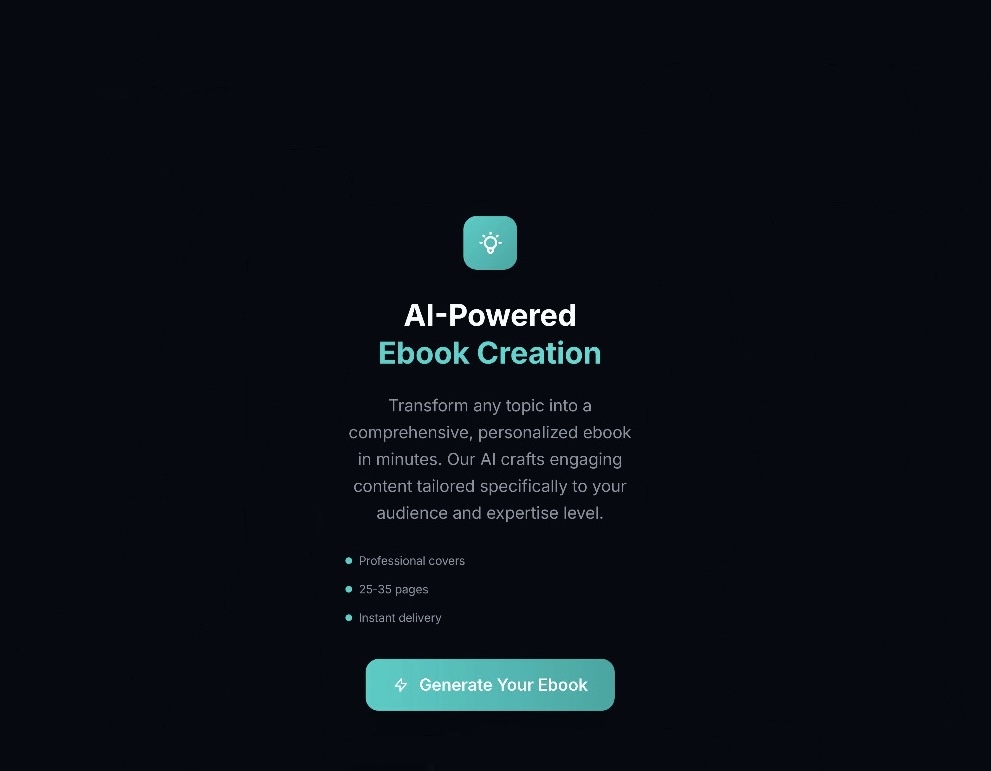 AI-Powered
Ebook Creation
Transform any topic into a
comprehensive, personalized ebook
in minutes. Our AI crafts engaging
content tailored specifically to your
audience and expertise level.
Professional covers
25-35 pages
Instant delivery
Generate Your Ebook